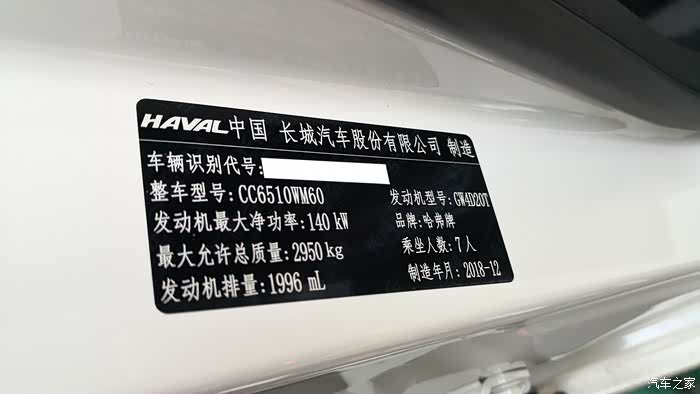 HAVAL中国 长城汽车股份有限公司 制造
车辆识别代号:
整车型号:CC6510WM60 发动机型号:GW4D20T
发动机最大净功率:140 kW 品牌:哈弗牌
最大允许总质量:2950 kg 乘坐人数:7人
发动机排量:1996 mL 制造年月:2018-12
汽车之家